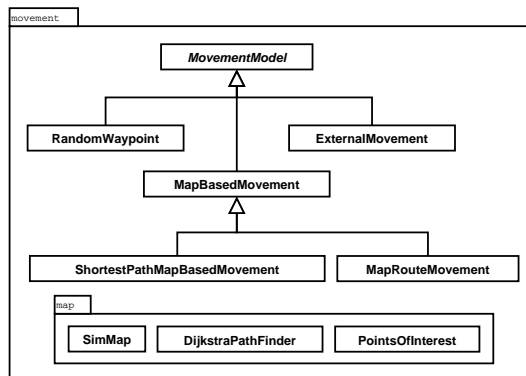 movement
MovementModel
RandomWaypoint
ExternalMovement
MapBasedMovement
ShortestPathMapBasedMovement
MapRouteMovement
map
SimMap
DijkstraPathFinder
PointsOfInterest